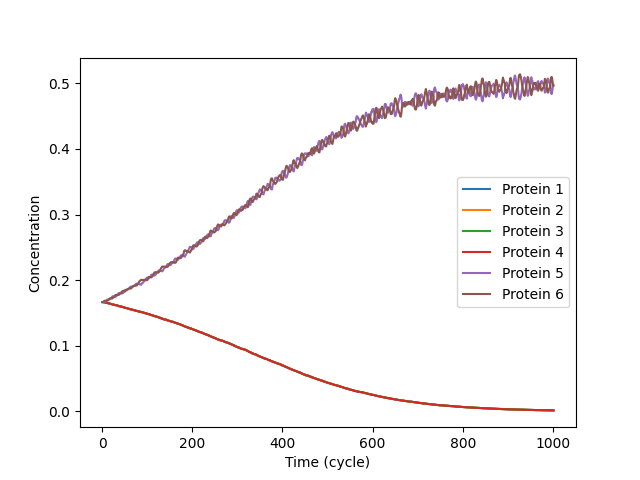 0.5
0.4
0.3
0.2
0.1
0.0
Concentration
Protein 1
Protein 2
Protein 3
Protein 4
Protein 5
Protein 6
0 200 400 600 800 1000
Time (cycle)